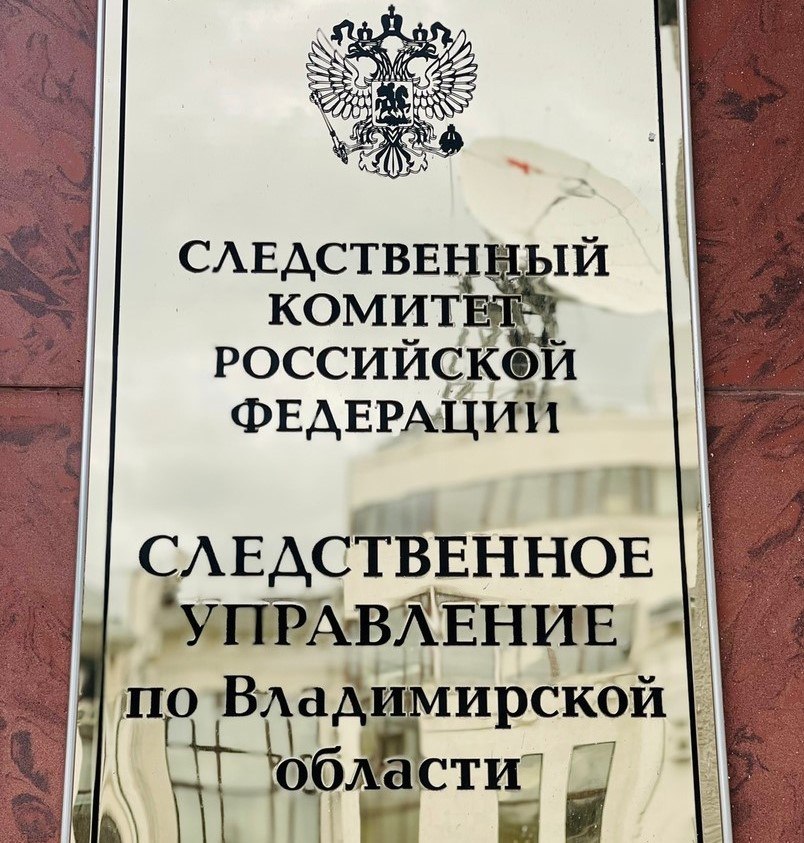 СЛЕДСТВЕННЫЙ
КОМИТЕТ
РОССИЙСКОЙ
ФЕДЕРАЦИИ
СЛЕДСТВЕННОЕ
УПРАВЛЕНИЕ
по Владимирской
области